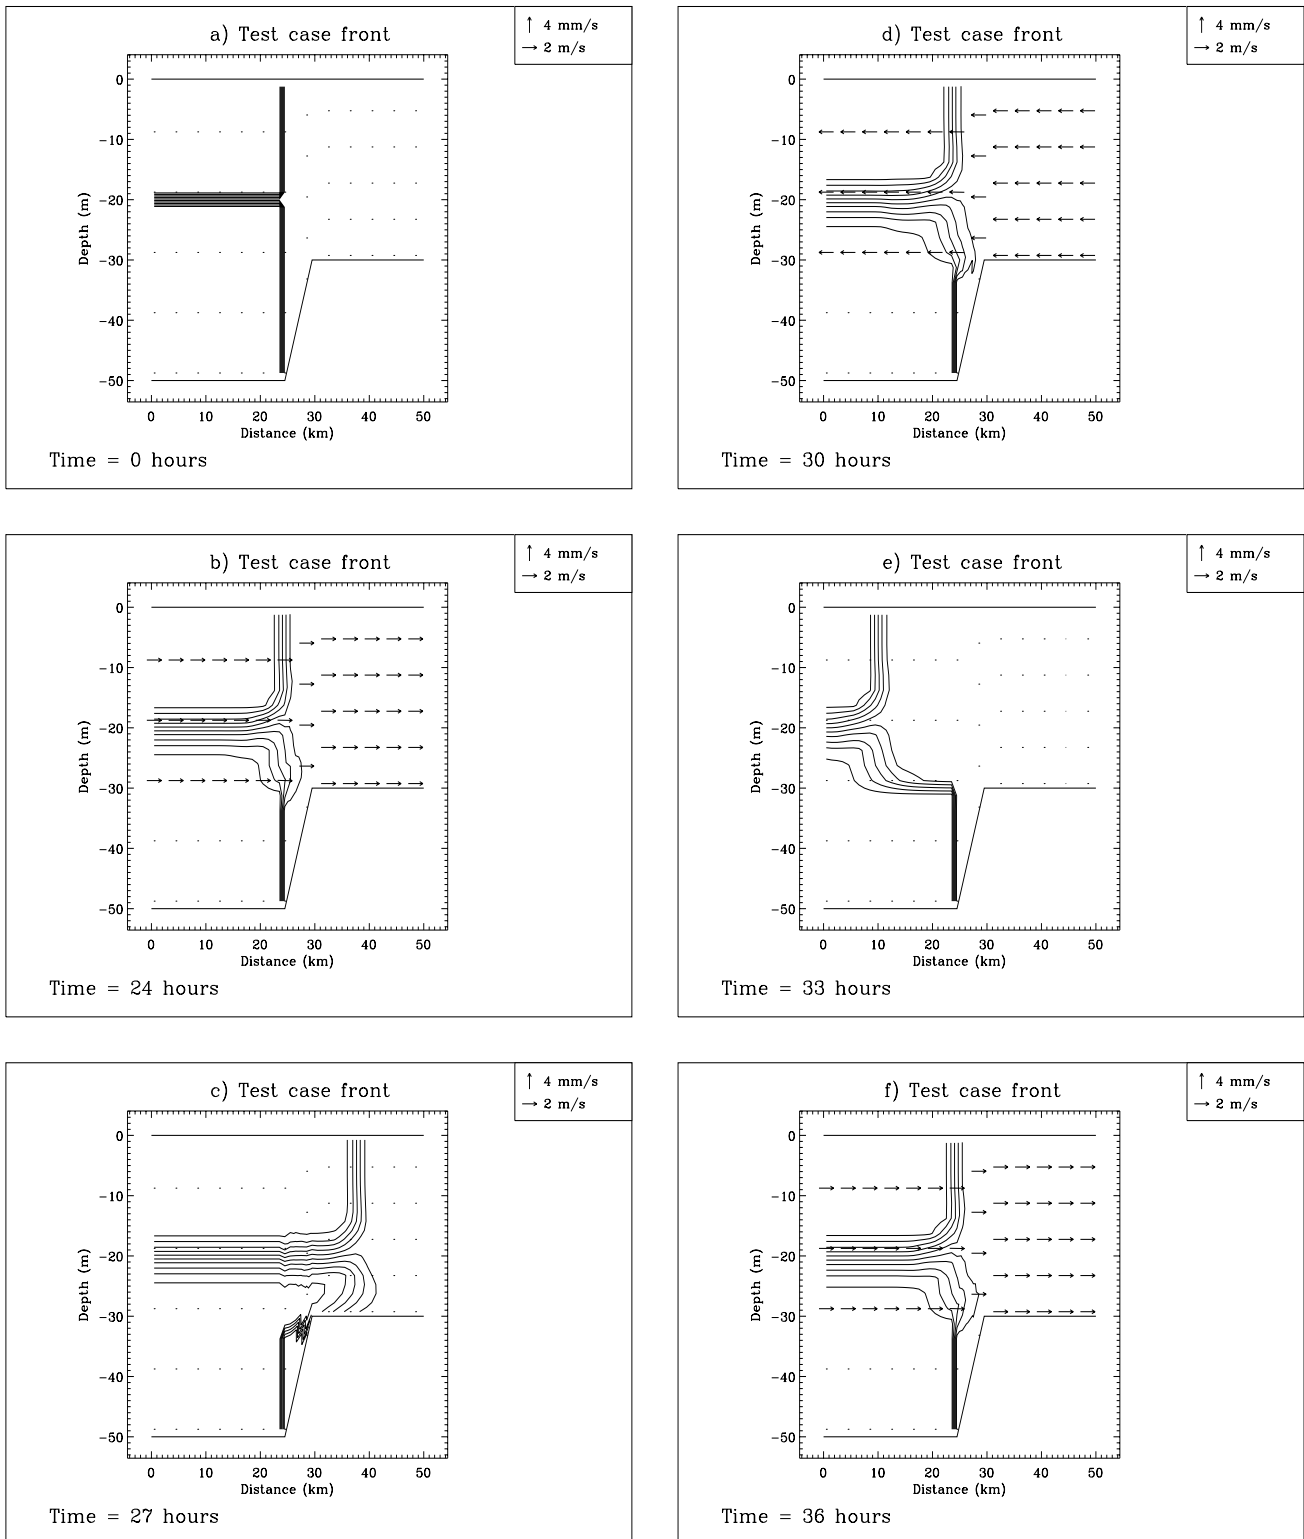 a) Test case front
4 mm/s
2 m/s
0
−10
−20
−30
−40
−50
Depth (m)
0 10 20 30 40 50
Distance (km)
Time = 0 hours
d) Test case front
4 mm/s
2 m/s
0
−10
−20
−30
−40
−50
Depth (m)
0 10 20 30 40 50
Distance (km)
Time = 30 hours
b) Test case front
4 mm/s
2 m/s
0
−10
−20
−30
−40
−50
Depth (m)
0 10 20 30 40 50
Distance (km)
Time = 24 hours
e) Test case front
4 mm/s
2 m/s
0
−10
−20
−30
−40
−50
Depth (m)
0 10 20 30 40 50
Distance (km)
Time = 33 hours
c) Test case front
4 mm/s
2 m/s
0
−10
−20
−30
−40
−50
Depth (m)
0 10 20 30 40 50
Distance (km)
Time = 27 hours
f) Test case front
4 mm/s
2 m/s
0
−10
−20
−30
−40
−50
Depth (m)
0 10 20 30 40 50
Distance (km)
Time = 36 hours